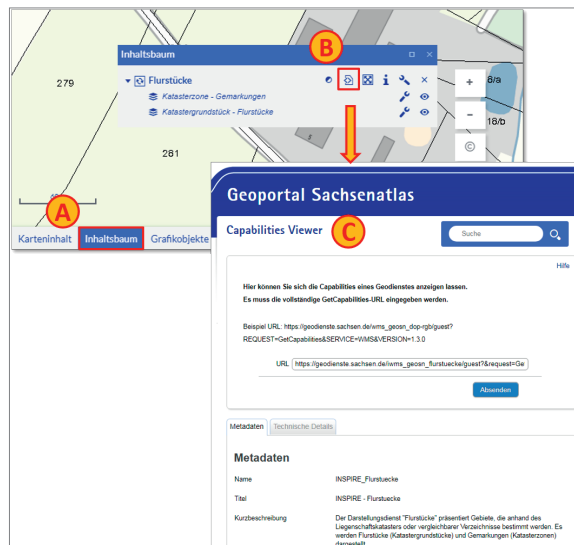 B
Inhaltsbaum
279
Flurstücke
Katasterzone - Gemarkungen
Katastergrundstück - Flurstücke
+
8/a
-
18/b
©
281
5
A
Karteninhalt Inhaltsbaum Grafikobjekte
Geoportal Sachsenatlas
Capabilities Viewer
C
Suche
Hilfe
Hier können Sie sich die Capabilities eines Geodienstes anzeigen lassen.
Es muss die vollständige GetCapabilities-URL eingegeben werden.
Beispiel URL: https://geodienste.sachsen.de/wms_geosn_dop-rgb/guest?
REQUEST=GetCapabilities&SERVICE=WMS&VERSION=1.3.0
URL https://geodienste.sachsen.de/iwms_geosn_flurstuecke/guest?&request=Ge
Absenden
Metadaten Technische Details
Metadaten
Name INSPIRE_Flurstuecke
Titel INSPIRE - Flurstuecke
Kurzbeschreibung Der Darstellungsdienst "Flurstücke" präsentiert Gebiete, die anhand des
Liegenschaftskatasters oder vergleichbarer Verzeichnisse bestimmt werden. Es
werden Flurstücke (Katastergrundstücke) und Gemarkungen (Katasterzonen)
dargestellt